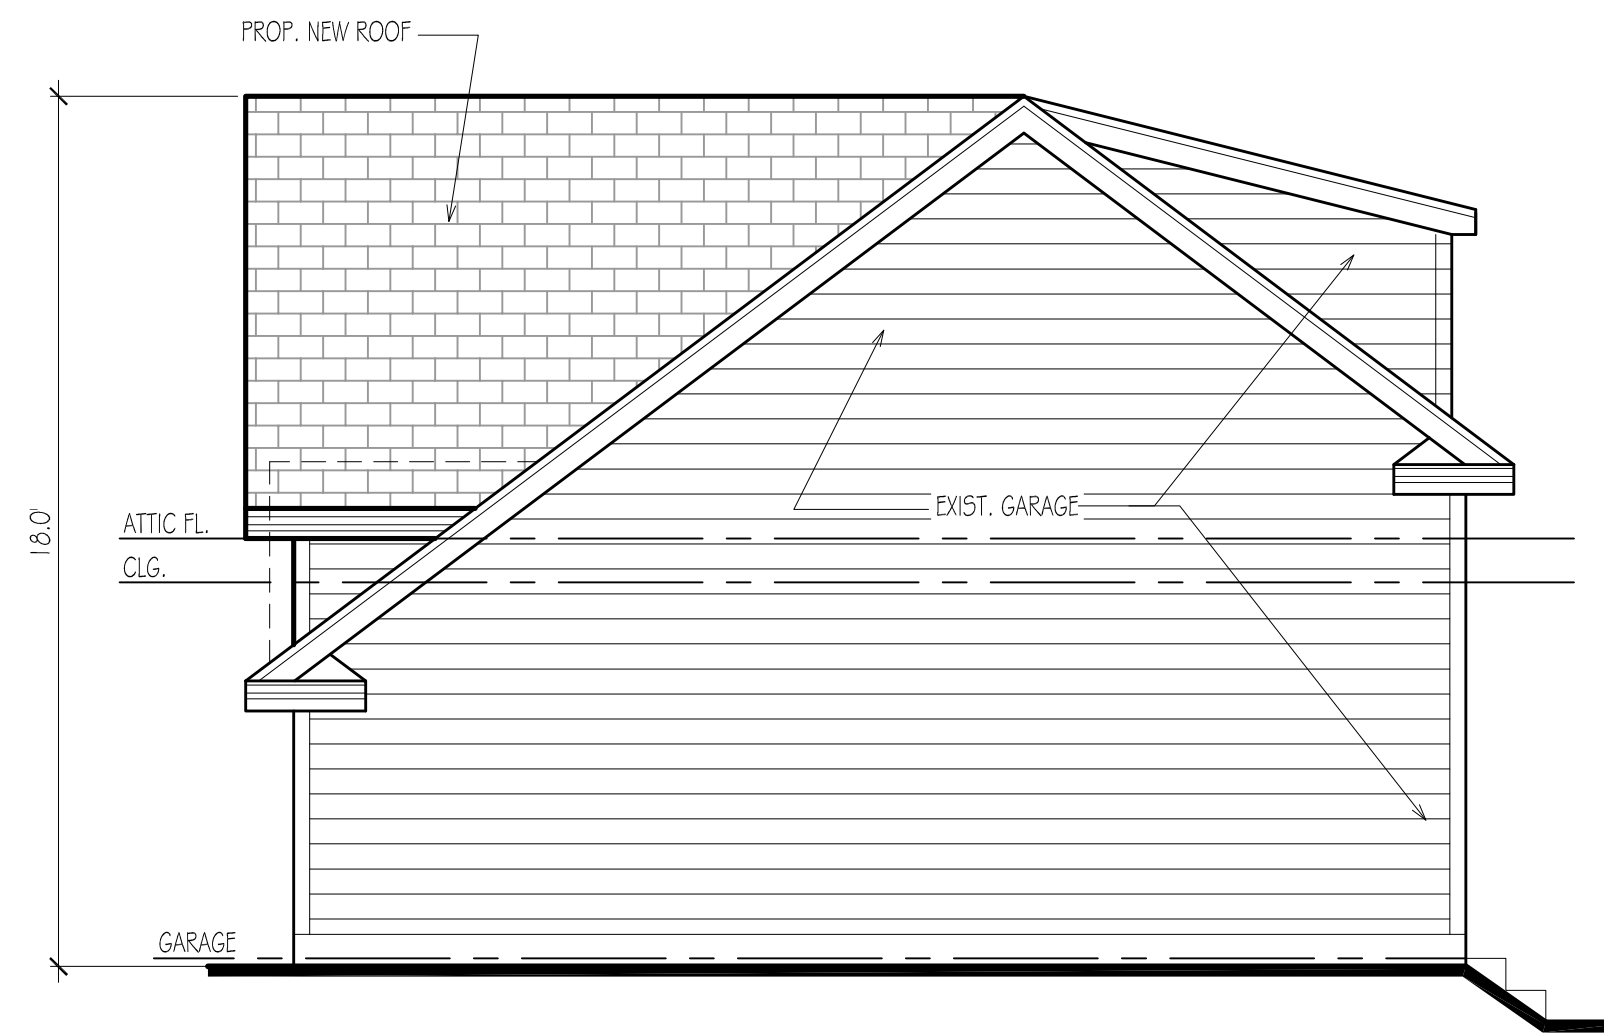 PROP. NEW ROOF
18.0'
ATTIC FL.
CLG.
EXIST. GARAGE
GARAGE